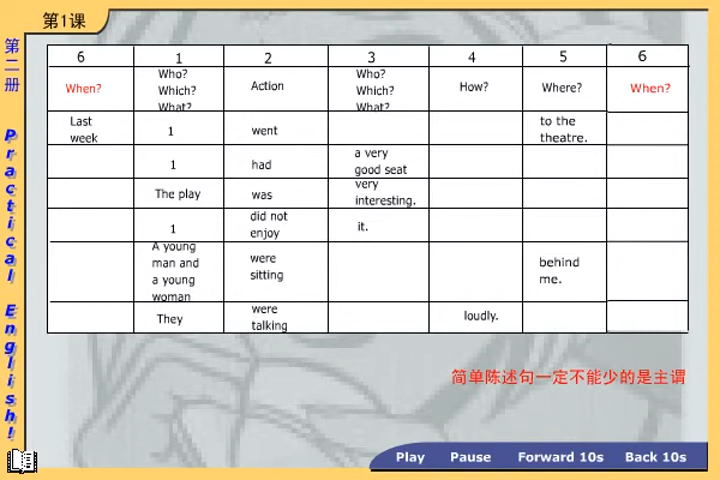 第1课
第二册
Practical English!
6 1 2 3 4 5 6
When? Who? Action Who? How? Where? When?
Which? Which?
What? What?
Last week 1 went to the theatre.
1 had a very good seat
The play was very interesting.
1 did not enjoy it.
A young man and a young woman were sitting behind me.
They were talking loudly.
简单陈述句一定不能少的是主谓
Play Pause Forward 10s Back 10s